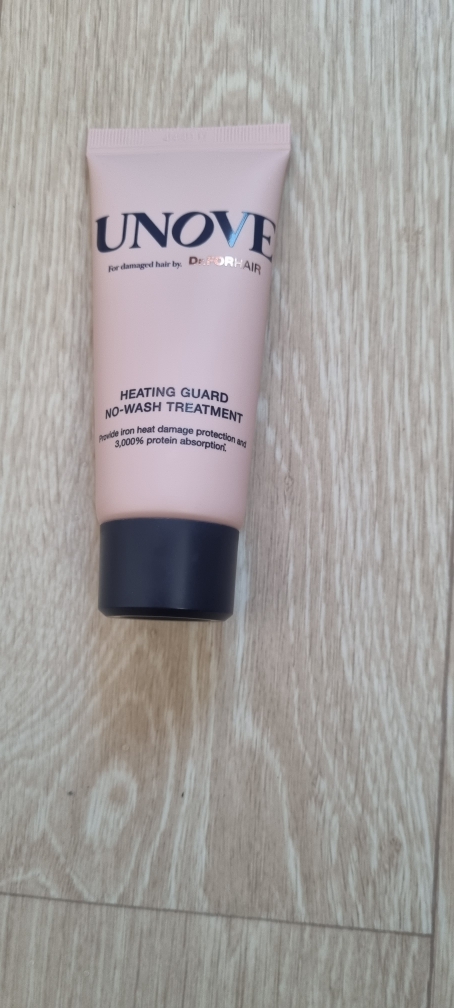 UNOVE
For damaged hair by. Dr.FORHAIR
HEATING GUARD
NO-WASH TREATMENT
Provide iron heat damage protection and
3,000% protein absorption.